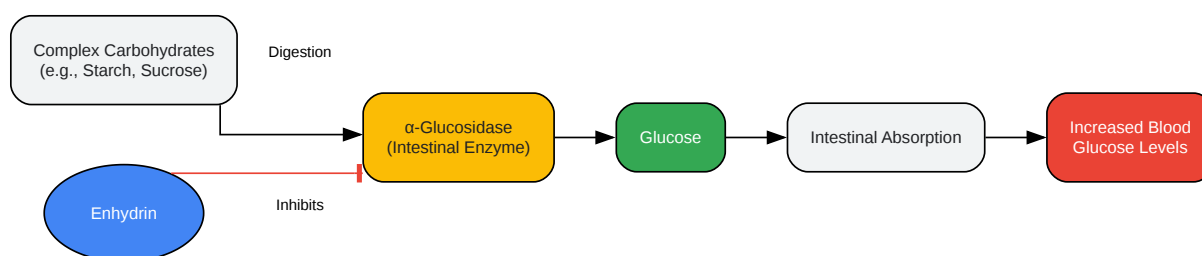 Complex Carbohydrates
(e.g., Starch, Sucrose)
Digestion
α-Glucosidase
(Intestinal Enzyme)
Glucose
Intestinal Absorption
Increased Blood
Glucose Levels
Enhydrin
Inhibits